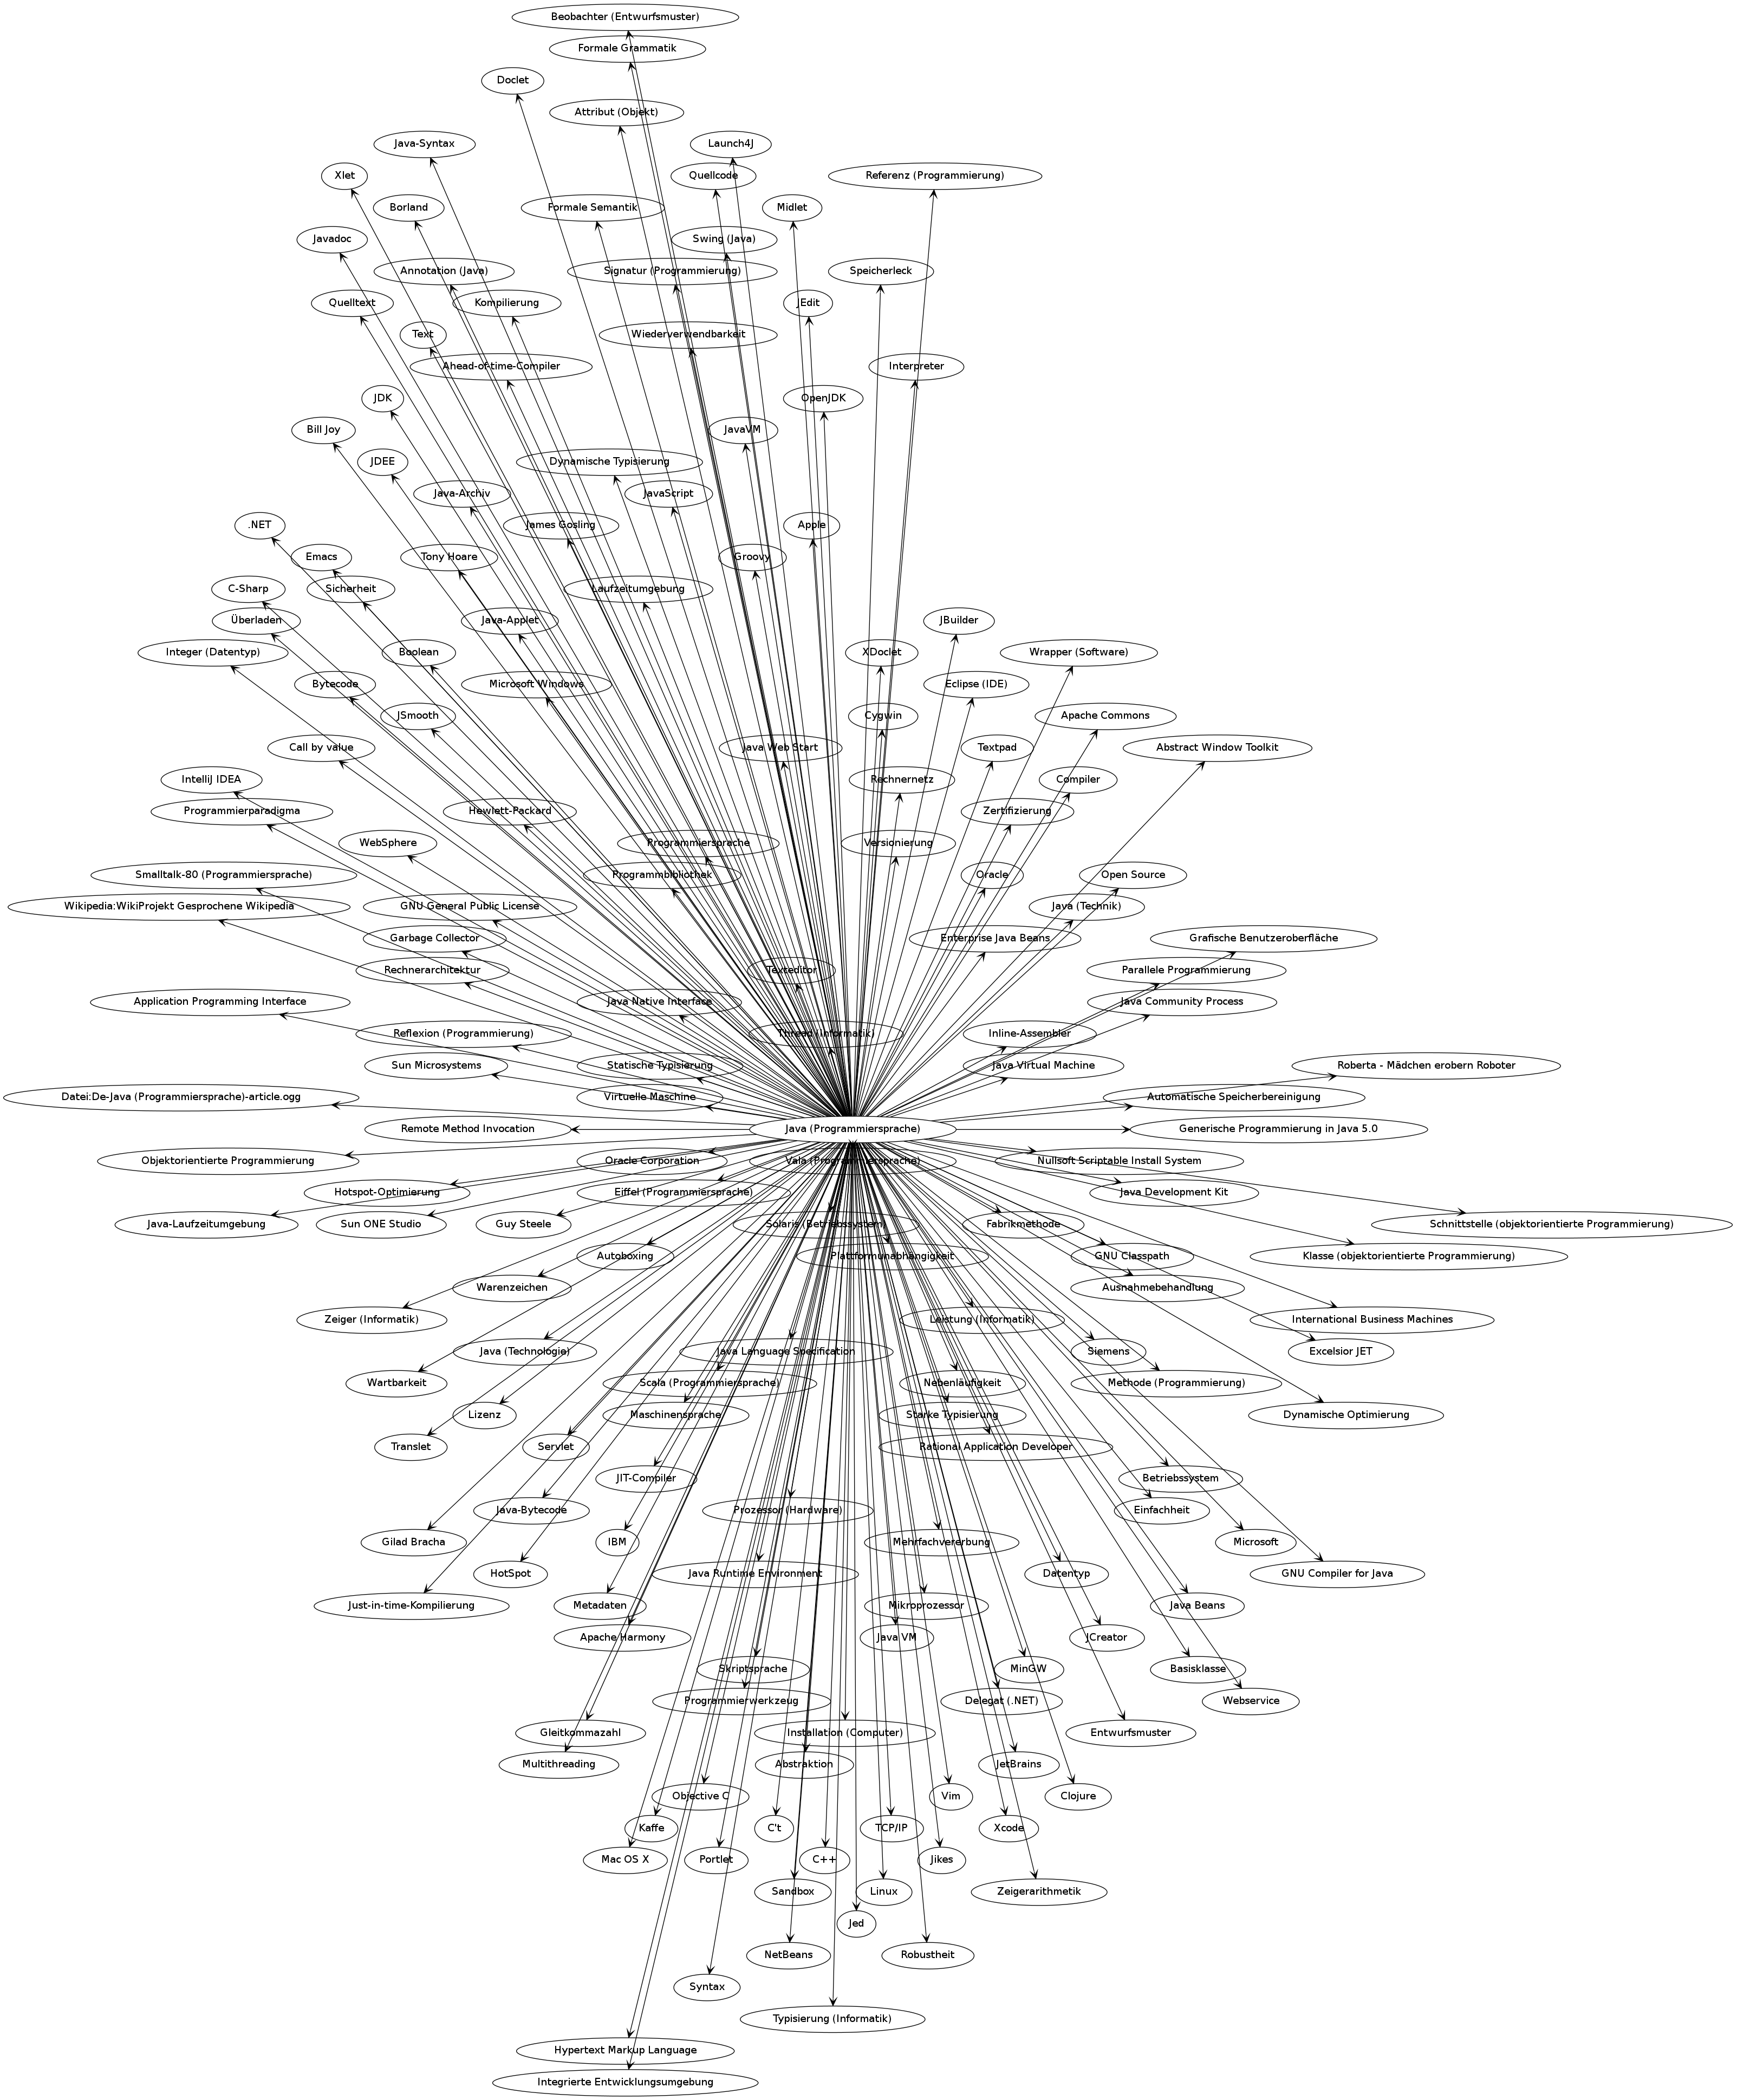 Beobachter (Entwurfsmuster)
Formale Grammatik
Doclet
Attribut (Objekt)
Java-Syntax
Launch4J
Xlet
Quellcode
Referenz (Programmierung)
Borland
Formale Semantik
Midlet
Javadoc
Swing (Java)
Annotation (Java)
Signatur (Programmierung)
Speicherleck
Quelltext
Kompilierung
JEdit
Text
Wiederverwendbarkeit
Ahead-of-time-Compiler
Interpreter
JDK
OpenJDK
Bill Joy
JavaVM
JDEE
Dynamische Typisierung
Java-Archiv
JavaScript
.NET
James Gosling
Apple
Emacs
Tony Hoare
Groovy
C-Sharp
Sicherheit
Laufzeitumgebung
Überladen
Java-Applet
JBuilder
Integer (Datentyp)
Boolean
XDoclet
Wrapper (Software)
Bytecode
Microsoft Windows
Eclipse (IDE)
JSmooth
Cygwin
Apache Commons
Call by value
Java Web Start
Textpad
Abstract Window Toolkit
IntelliJ IDEA
Rechnernetz
Compiler
Programmierparadigma
Hewlett-Packard
Zertifizierung
WebSphere
Programmiersprache
Versionierung
Smalltalk-80 (Programmiersprache)
Programmbibliothek
Oracle
Open Source
Wikipedia:WikiProjekt Gesprochene Wikipedia
GNU General Public License
Java (Technik)
Garbage Collector
Enterprise Java Beans
Grafische Benutzeroberfläche
Rechnerarchitektur
Texteditor
Parallele Programmierung
Application Programming Interface
Java Native Interface
Java Community Process
Reflexion (Programmierung)
Thread (Informatik)
Inline-Assembler
Sun Microsystems
Statische Typisierung
Java Virtual Machine
Roberta - Mädchen erobern Roboter
Datei:De-Java (Programmiersprache)-article.ogg
Virtuelle Maschine
Automatische Speicherbereinigung
Remote Method Invocation
Java (Programmiersprache)
Generische Programmierung in Java 5.0
Objektorientierte Programmierung
Oracle Corporation
Vala (Programmiersprache)
Nullsoft Scriptable Install System
Hotspot-Optimierung
Eiffel (Programmiersprache)
Java Development Kit
Java-Laufzeitumgebung
Sun ONE Studio
Guy Steele
Solaris (Betriebssystem)
Fabrikmethode
Schnittstelle (objektorientierte Programmierung)
Autoboxing
Plattformunabhängigkeit
GNU Classpath
Klasse (objektorientierte Programmierung)
Warenzeichen
Ausnahmebehandlung
Zeiger (Informatik)
Leistung (Informatik)
International Business Machines
Java (Technologie)
Java Language Specification
Siemens
Excelsior JET
Wartbarkeit
Scala (Programmiersprache)
Nebenläufigkeit
Methode (Programmierung)
Lizenz
Maschinensprache
Starke Typisierung
Dynamische Optimierung
Translet
Servlet
Rational Application Developer
JIT-Compiler
Betriebssystem
Java-Bytecode
Prozessor (Hardware)
Einfachheit
Gilad Bracha
IBM
Mehrfachvererbung
Microsoft
HotSpot
Java Runtime Environment
Datentyp
GNU Compiler for Java
Just-in-time-Kompilierung
Metadaten
Mikroprozessor
Java Beans
Apache Harmony
Java VM
JCreator
Skriptsprache
MinGW
Basisklasse
Programmierwerkzeug
Delegat (.NET)
Webservice
Gleitkommazahl
Installation (Computer)
Entwurfsmuster
Multithreading
Abstraktion
JetBrains
Objective C
Vim
Clojure
Kaffe
C't
TCP/IP
Xcode
Mac OS X
Portlet
C++
Jikes
Sandbox
Linux
Zeigerarithmetik
Jed
NetBeans
Robustheit
Syntax
Typisierung (Informatik)
Hypertext Markup Language
Integrierte Entwicklungsumgebung